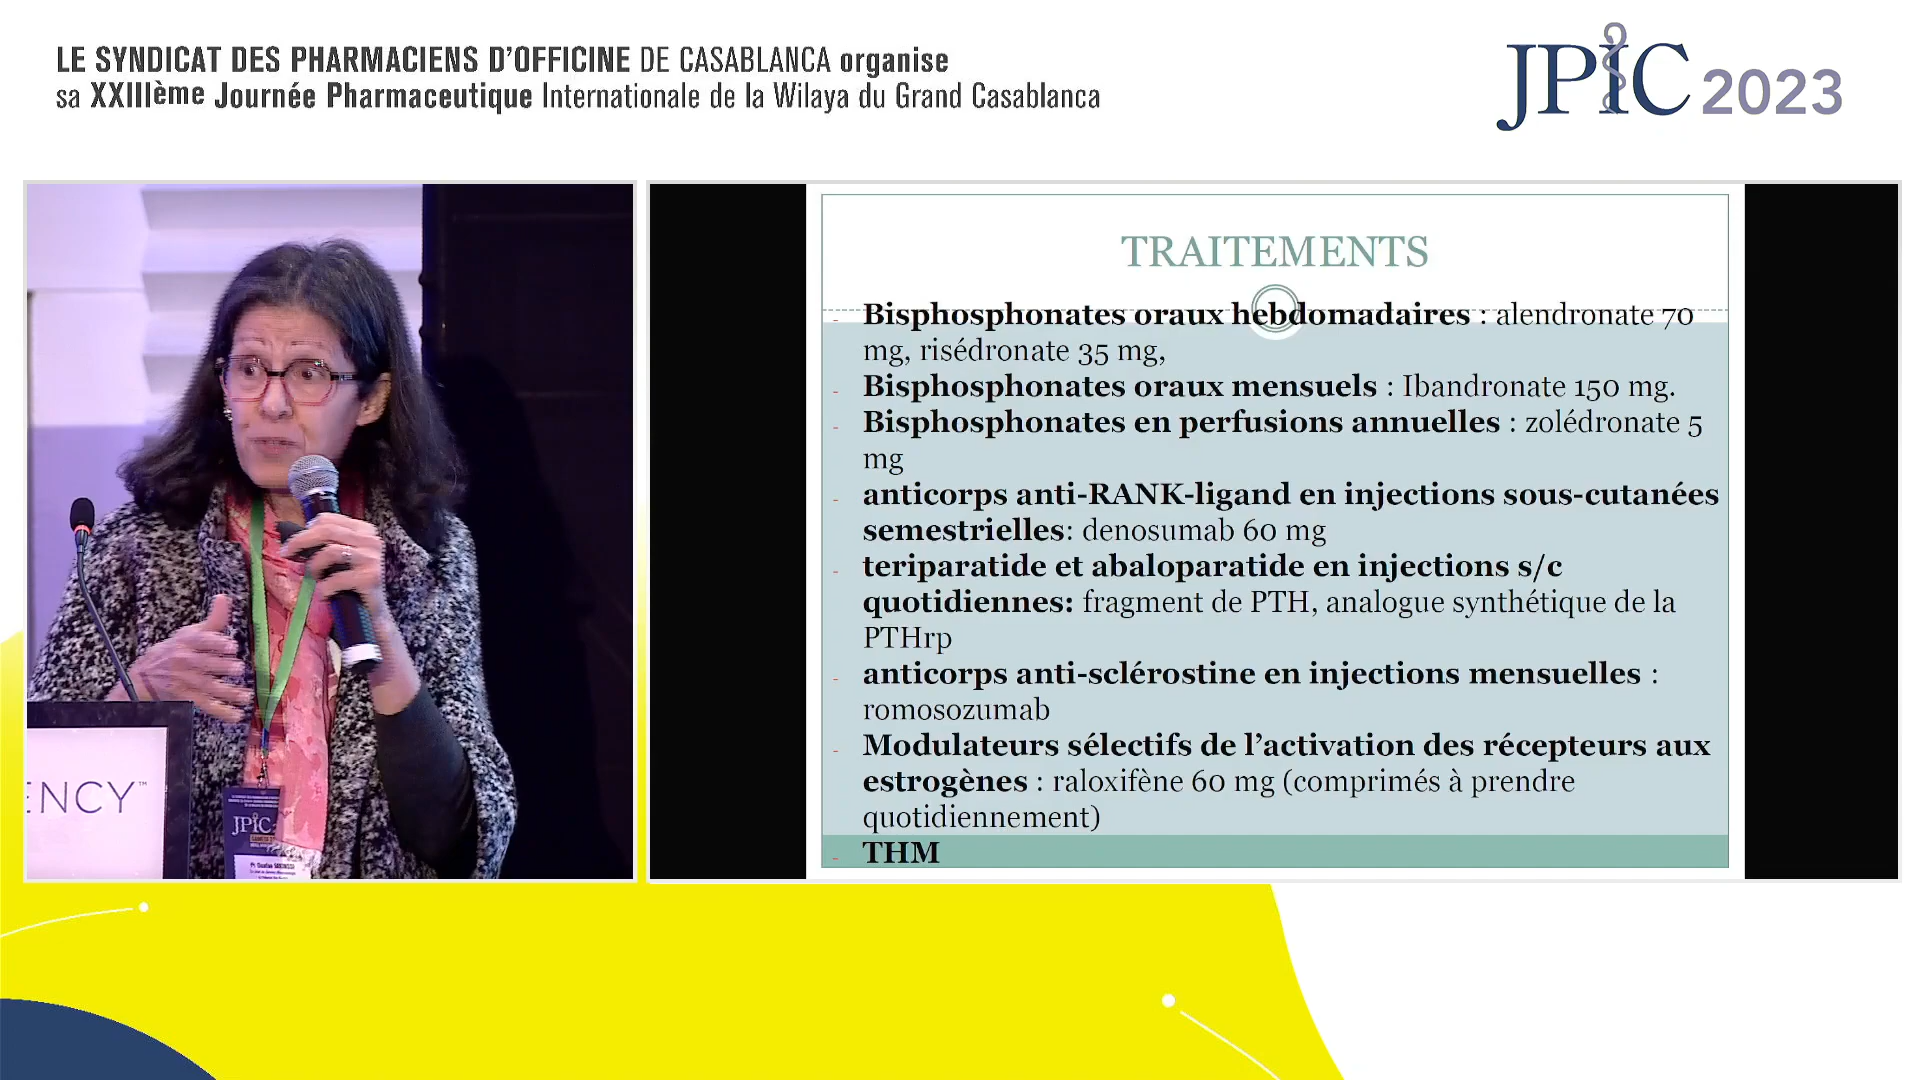 LE SYNDICAT DES PHARMACIENS D'OFFICINE DE CASABLANCA organise
sa XXIIIème Journée Pharmaceutique Internationale de la Wilaya du Grand Casablanca
JPIC 2023
TRAITEMENTS
- Bisphosphonates oraux hebdomadaires : alendronate 70
mg, risédronate 35 mg,
- Bisphosphonates oraux mensuels : Ibandronate 150 mg.
- Bisphosphonates en perfusions annuelles : zolédronate 5
mg
- anticorps anti-RANK-ligand en injections sous-cutanées
semestrielles: denosumab 60 mg
- teriparatide et abaloparatide en injections s/c
quotidiennes: fragment de PTH, analogue synthétique de la
PTHrp
- anticorps anti-sclérostine en injections mensuelles :
romosozumab
- Modulateurs sélectifs de l'activation des récepteurs aux
estrogènes : raloxifène 60 mg (comprimés à prendre
quotidiennement)
- THM
ENCY™
JPIC